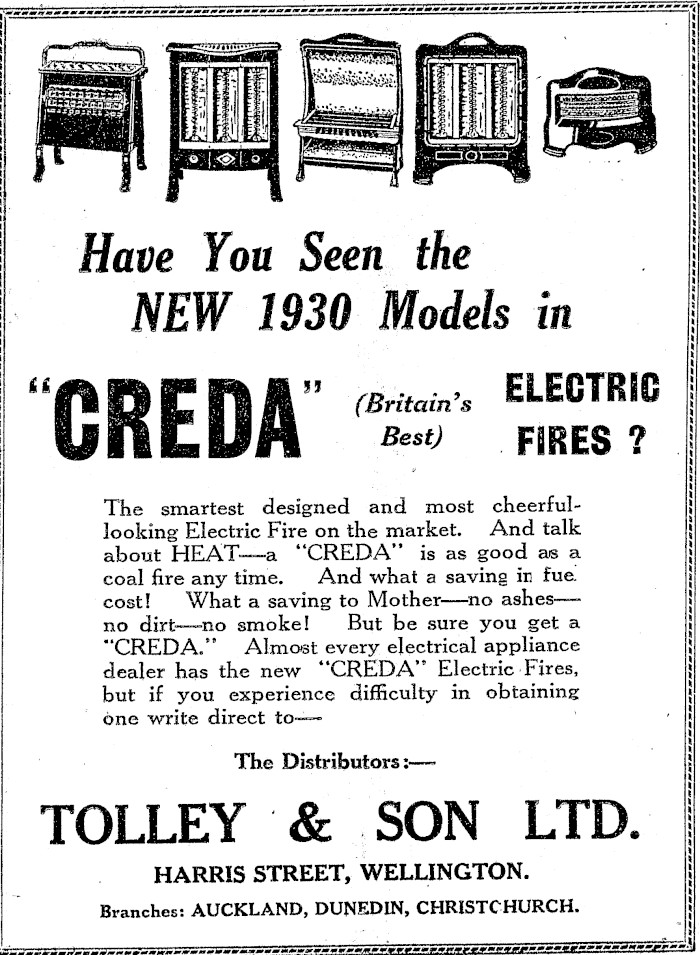 Have You Seen the
NEW 1930 Models in
"CREDA" (Britain's Best) ELECTRIC FIRES ?
The smartest designed and most cheerful-
looking Electric Fire on the market. And talk
about HEAT—a "CREDA" is as good as a
coal fire any time. And what a saving in fue
cost! What a saving to Mother—no ashes—
no dirt—no smoke! But be sure you get a
"CREDA." Almost every electrical appliance
dealer has the new "CREDA" Electric Fires,
but if you experience difficulty in obtaining
one write direct to—
The Distributors:—
TOLLEY & SON LTD.
HARRIS STREET, WELLINGTON.
Branches: AUCKLAND, DUNEDIN, CHRISTCHURCH.